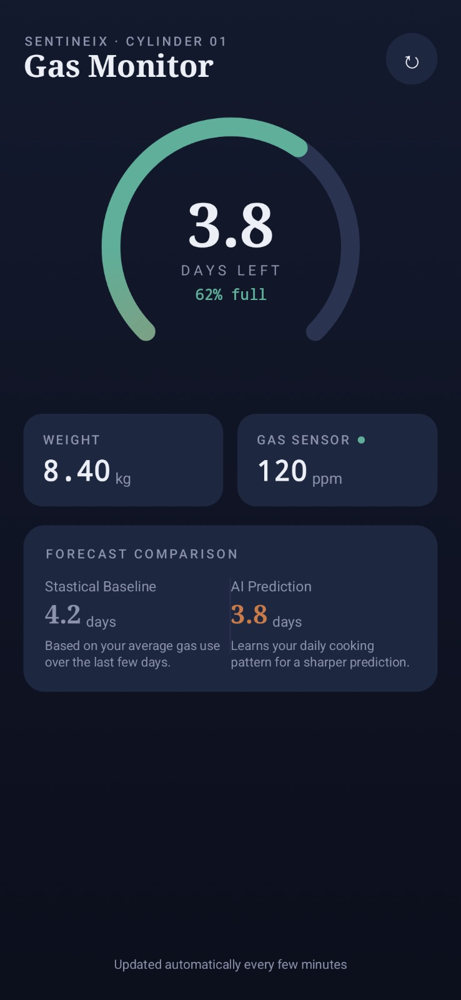 SENTINEIX · CYLINDER 01
Gas Monitor
3.8
DAYS LEFT
62% full
WEIGHT
8.40 kg
GAS SENSOR
120 ppm
FORECAST COMPARISON
Stastical Baseline
4.2 days
Based on your average gas use
over the last few days.
AI Prediction
3.8 days
Learns your daily cooking
pattern for a sharper prediction.
Updated automatically every few minutes